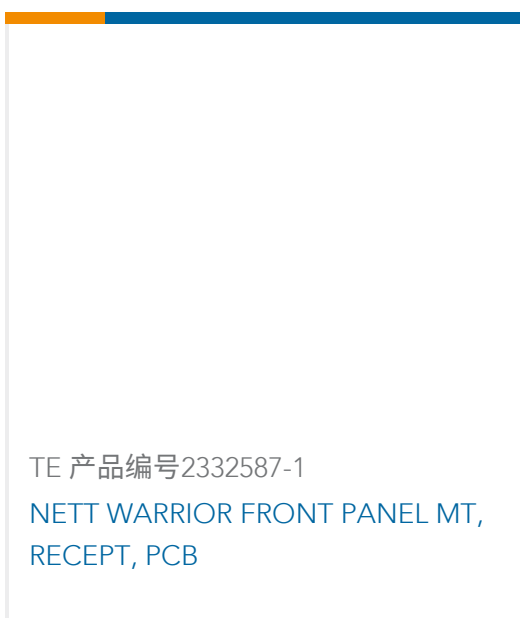 TE 产品编号2332587-1
NETT WARRIOR FRONT PANEL MT,
RECEPT, PCB